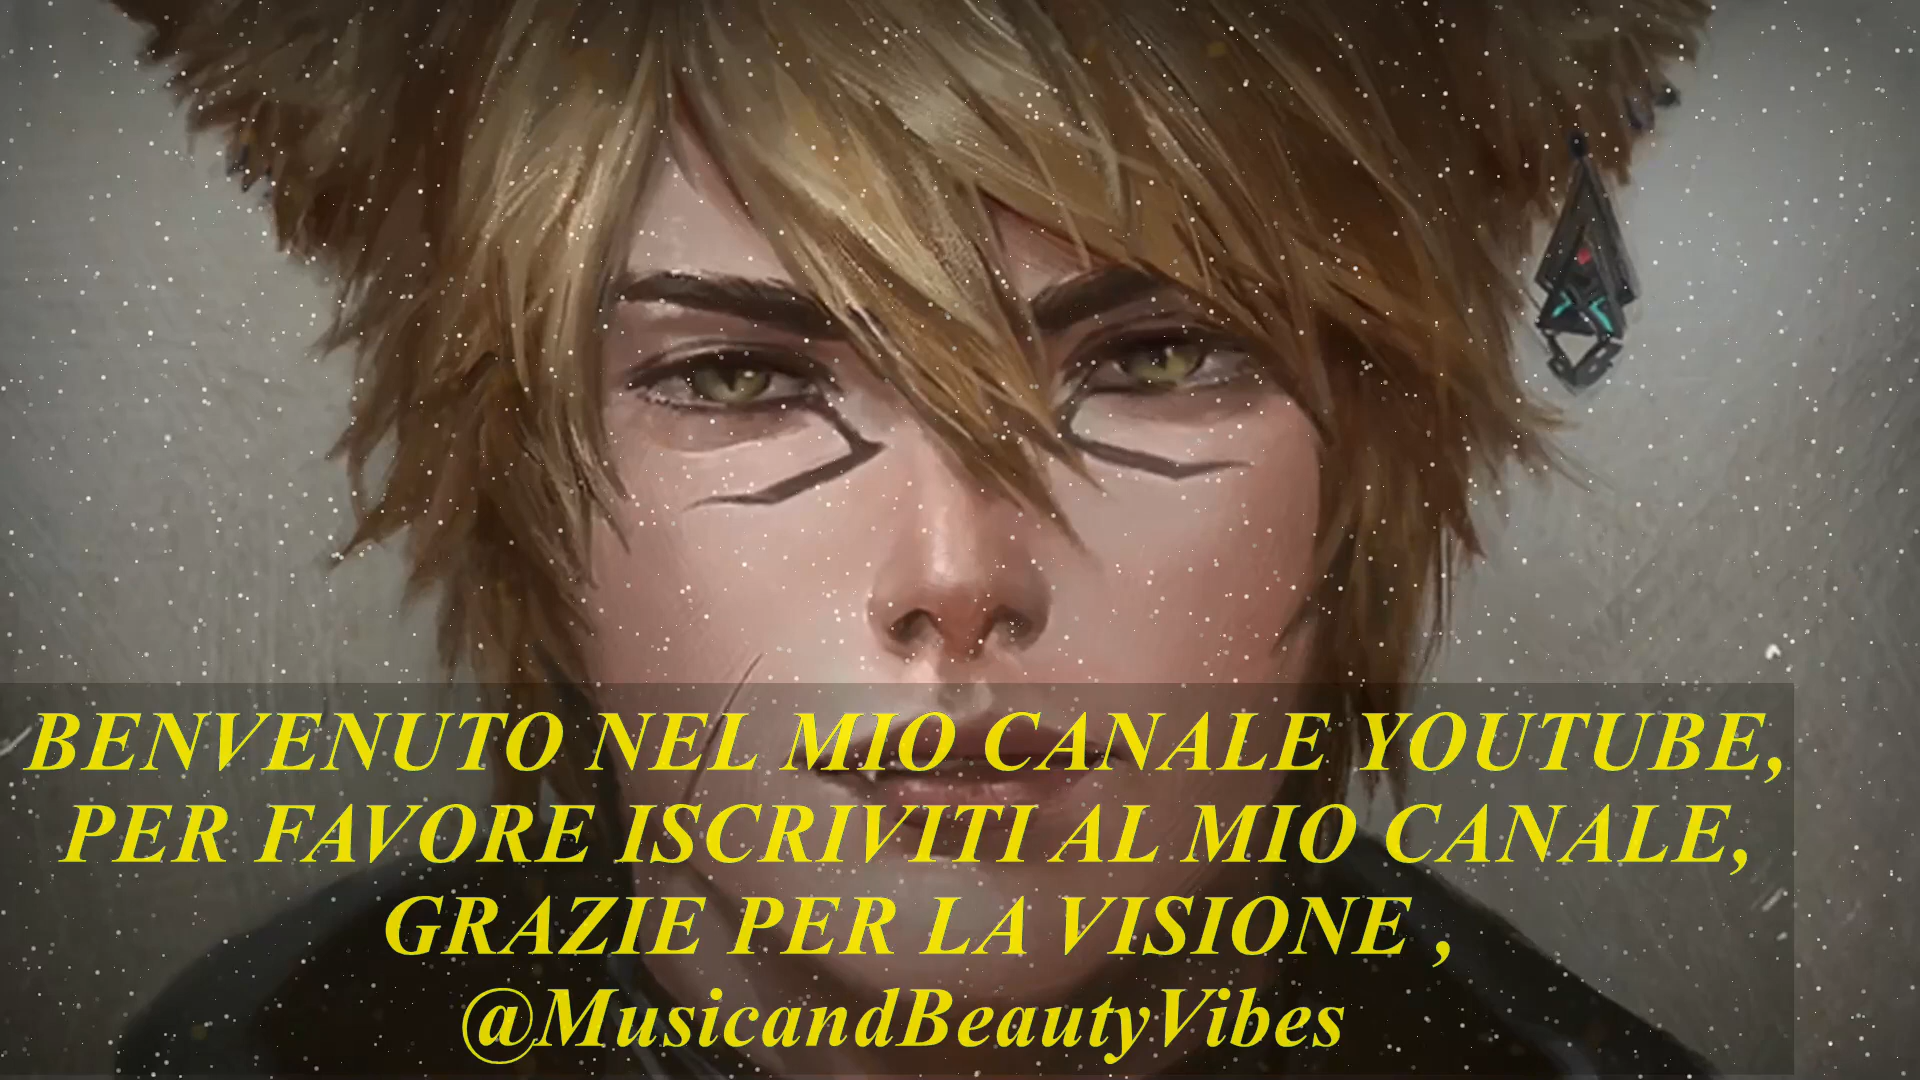 BENVENUTO NEL MIO CANALE YOUTUBE,
PER FAVORE ISCRIVITI AL MIO CANALE,
GRAZIE PER LA VISIONE ,
@MusicandBeautyVibes